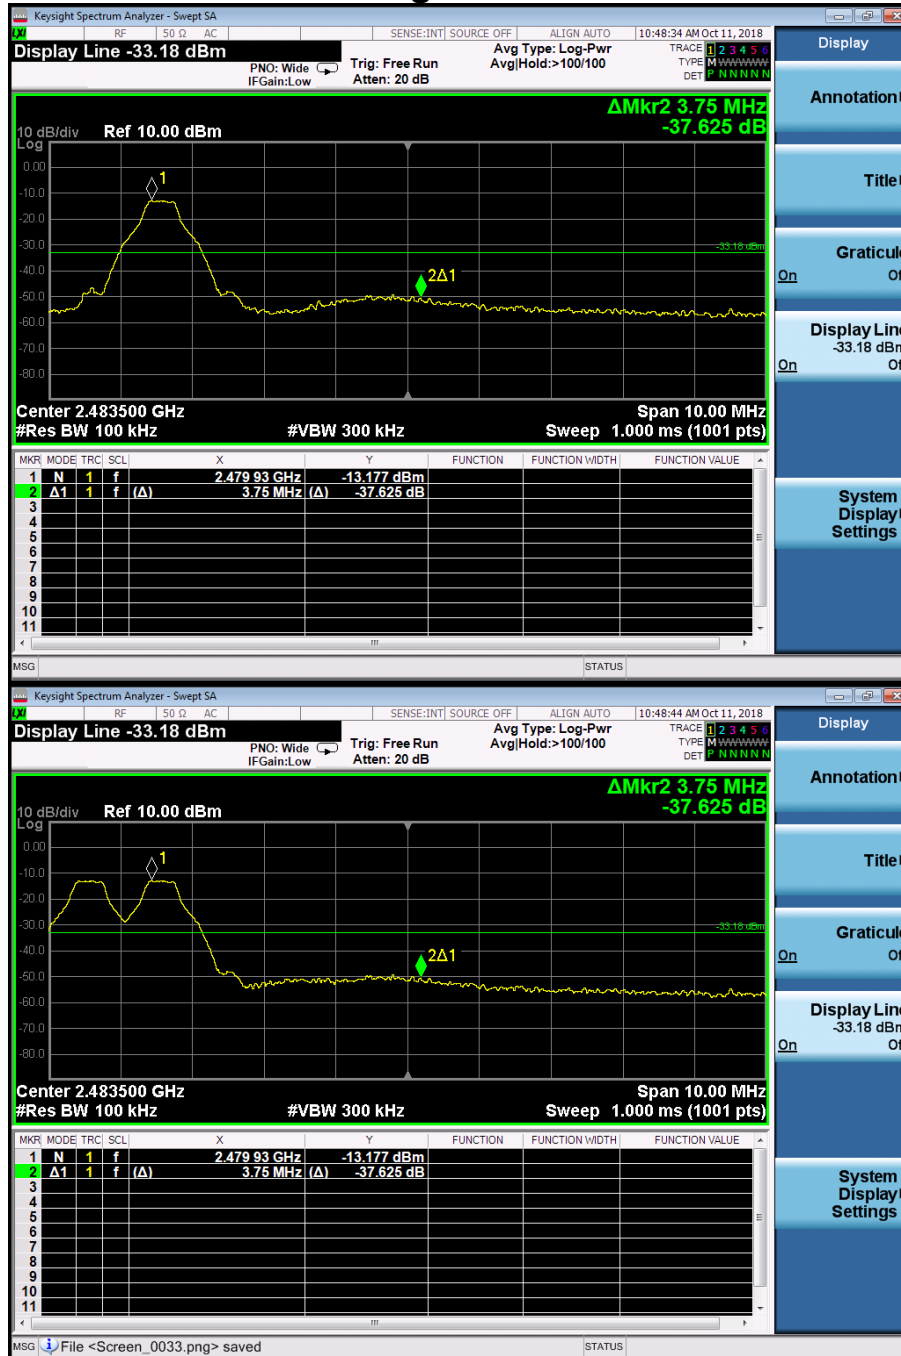 Keysight Spectrum Analyzer - Swept SA
LXI RF 50 Ω AC SENSE:INT SOURCE OFF ALIGN AUTO 10:48:34 AM Oct 11, 2018
Display Line -33.18 dBm
PNO: Wide
IFGain:Low
Trig: Free Run
Atten: 20 dB
Avg Type: Log-Pwr
Avg|Hold:>100/100
TRACE 1 2 3 4 5 6
TYPE M WWWWW
DET P N N N N N
ΔMkr2 3.75 MHz
-37.625 dB
10 dB/div Ref 10.00 dBm
Log
0.00
-10.0
-20.0
-30.0
-40.0
-50.0
-60.0
-70.0
-80.0
1
-33.18 dBm
2Δ1
Center 2.483500 GHz Span 10.00 MHz
#Res BW 100 kHz #VBW 300 kHz Sweep 1.000 ms (1001 pts)
MKR MODE TRC SCL X Y FUNCTION FUNCTION WIDTH FUNCTION VALUE
1 N 1 f 2.479 93 GHz -13.177 dBm
2 Δ1 1 f (Δ) 3.75 MHz (Δ) -37.625 dB
3
4
5
6
7
8
9
10
11
MSG STATUS
Display
Annotation
Title
Graticule
On Of
Display Line
-33.18 dBm
On Of
System
Display
Settings
Keysight Spectrum Analyzer - Swept SA
LXI RF 50 Ω AC SENSE:INT SOURCE OFF ALIGN AUTO 10:48:44 AM Oct 11, 2018
Display Line -33.18 dBm
PNO: Wide
IFGain:Low
Trig: Free Run
Atten: 20 dB
Avg Type: Log-Pwr
Avg|Hold:>100/100
TRACE 1 2 3 4 5 6
TYPE M WWWWW
DET P N N N N N
ΔMkr2 3.75 MHz
-37.625 dB
10 dB/div Ref 10.00 dBm
Log
0.00
-10.0
-20.0
-30.0
-40.0
-50.0
-60.0
-70.0
-80.0
1
-33.18 dBm
2Δ1
Center 2.483500 GHz Span 10.00 MHz
#Res BW 100 kHz #VBW 300 kHz Sweep 1.000 ms (1001 pts)
MKR MODE TRC SCL X Y FUNCTION FUNCTION WIDTH FUNCTION VALUE
1 N 1 f 2.479 93 GHz -13.177 dBm
2 Δ1 1 f (Δ) 3.75 MHz (Δ) -37.625 dB
3
4
5
6
7
8
9
10
11
MSG File <Screen_0033.png> saved STATUS
Display
Annotation
Title
Graticule
On Of
Display Line
-33.18 dBm
On Of
System
Display
Settings